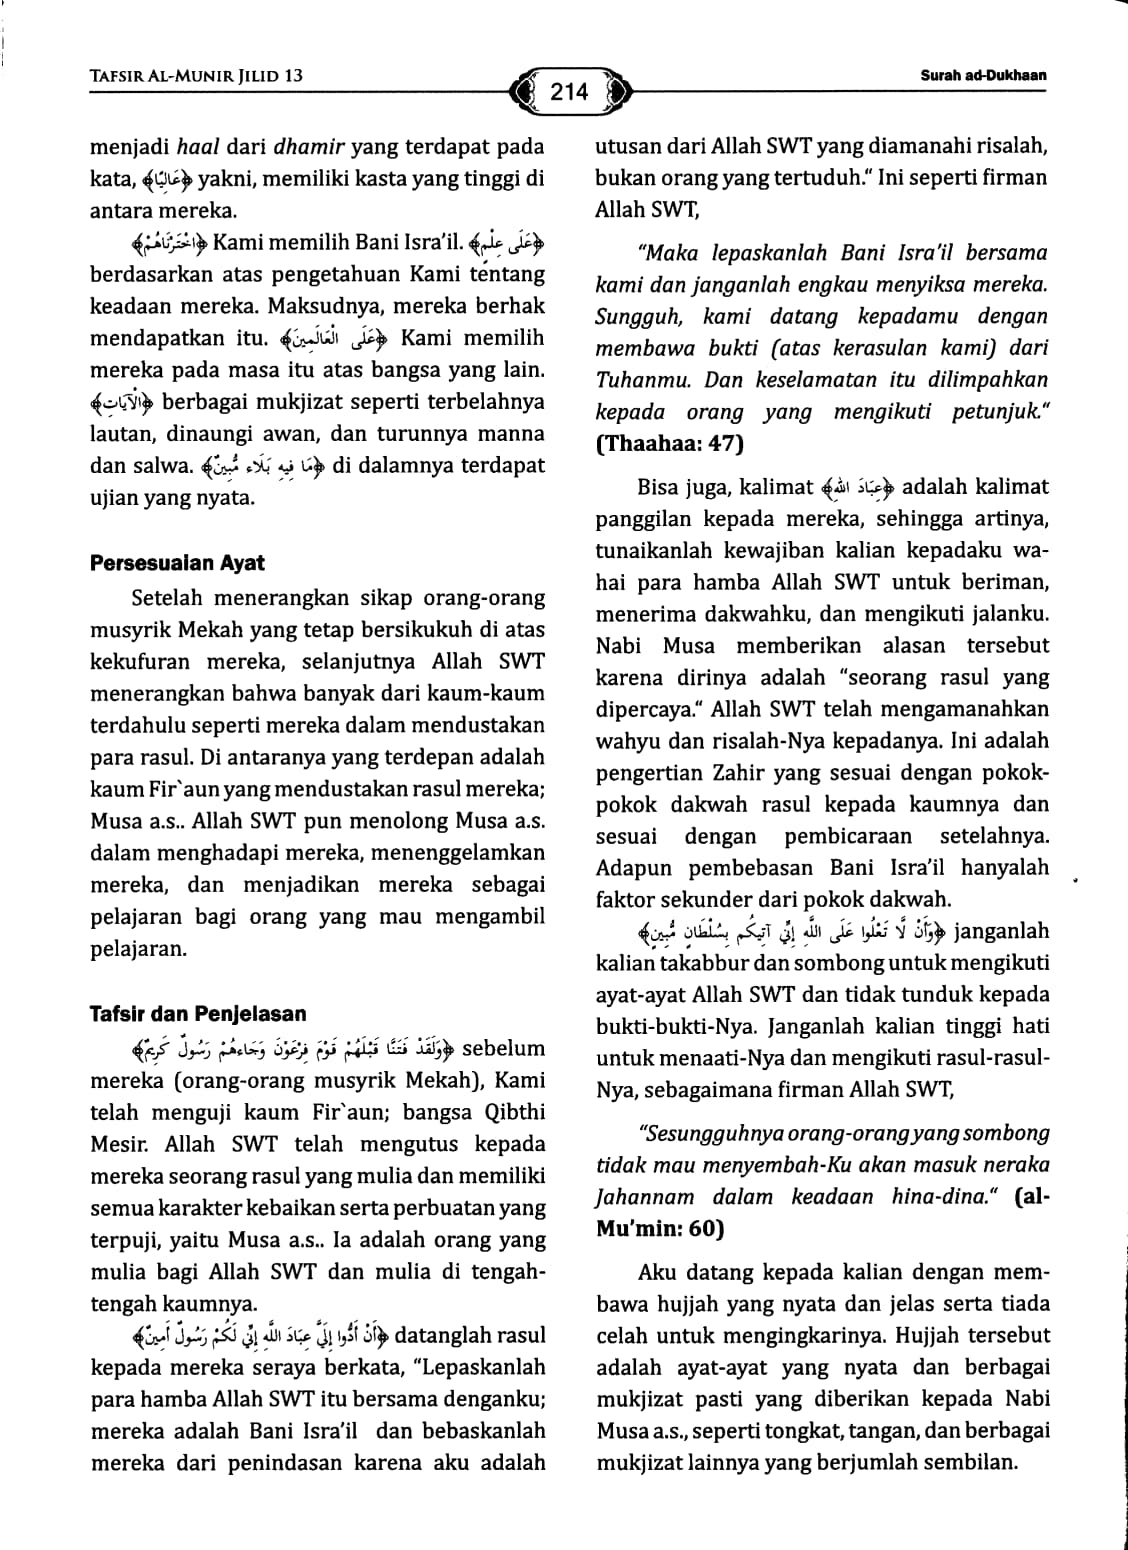 TAFSIR AL-MUNIR JILID 13
214
Surah ad-Dukhaan
menjadi haal dari dhamir yang terdapat pada
kata, ﴿عَالِيًا﴾ yakni, memiliki kasta yang tinggi di
antara mereka.
﴿اخْتَرْنَاهُمْ﴾ Kami memilih Bani Isra'il. ﴿عَلَى عِلْمٍ﴾
berdasarkan atas pengetahuan Kami tentang
keadaan mereka. Maksudnya, mereka berhak
mendapatkan itu. ﴿عَلَى الْعَالَمِينَ﴾ Kami memilih
mereka pada masa itu atas bangsa yang lain.
﴿الْآيَاتِ﴾ berbagai mukjizat seperti terbelahnya
lautan, dinaungi awan, dan turunnya manna
dan salwa. ﴿مَا فِيهِ بَلَاء مُّبِينٌ﴾ di dalamnya terdapat
ujian yang nyata.
Persesuaian Ayat
Setelah menerangkan sikap orang-orang
musyrik Mekah yang tetap bersikukuh di atas
kekufuran mereka, selanjutnya Allah SWT
menerangkan bahwa banyak dari kaum-kaum
terdahulu seperti mereka dalam mendustakan
para rasul. Di antaranya yang terdepan adalah
kaum Fir`aun yang mendustakan rasul mereka;
Musa a.s.. Allah SWT pun menolong Musa a.s.
dalam menghadapi mereka, menenggelamkan
mereka, dan menjadikan mereka sebagai
pelajaran bagi orang yang mau mengambil
pelajaran.
Tafsir dan Penjelasan
﴿وَلَقَدْ فَتَنَّا قَبْلَهُمْ قَوْمَ فِرْعَوْنَ وَجَاءهُمْ رَسُولٌ كَرِيمٌ﴾ sebelum
mereka (orang-orang musyrik Mekah), Kami
telah menguji kaum Fir`aun; bangsa Qibthi
Mesir. Allah SWT telah mengutus kepada
mereka seorang rasul yang mulia dan memiliki
semua karakter kebaikan serta perbuatan yang
terpuji, yaitu Musa a.s.. Ia adalah orang yang
mulia bagi Allah SWT dan mulia di tengah-
tengah kaumnya.
﴿أَنْ أَدُّوا إِلَيَّ عِبَادَ اللَّهِ إِنِّي لَكُمْ رَسُولٌ أَمِينٌ﴾ datanglah rasul
kepada mereka seraya berkata, "Lepaskanlah
para hamba Allah SWT itu bersama denganku;
mereka adalah Bani Isra'il dan bebaskanlah
mereka dari penindasan karena aku adalah
utusan dari Allah SWT yang diamanahi risalah,
bukan orang yang tertuduh." Ini seperti firman
Allah SWT,
"Maka lepaskanlah Bani Isra'il bersama
kami dan janganlah engkau menyiksa mereka.
Sungguh, kami datang kepadamu dengan
membawa bukti (atas kerasulan kami) dari
Tuhanmu. Dan keselamatan itu dilimpahkan
kepada orang yang mengikuti petunjuk."
(Thaahaa: 47)
Bisa juga, kalimat ﴿عِبَادَ اللهِ﴾ adalah kalimat
panggilan kepada mereka, sehingga artinya,
tunaikanlah kewajiban kalian kepadaku wa-
hai para hamba Allah SWT untuk beriman,
menerima dakwahku, dan mengikuti jalanku.
Nabi Musa memberikan alasan tersebut
karena dirinya adalah "seorang rasul yang
dipercaya." Allah SWT telah mengamanahkan
wahyu dan risalah-Nya kepadanya. Ini adalah
pengertian Zahir yang sesuai dengan pokok-
pokok dakwah rasul kepada kaumnya dan
sesuai dengan pembicaraan setelahnya.
Adapun pembebasan Bani Isra'il hanyalah
faktor sekunder dari pokok dakwah.
﴿وَأَنْ لَّا تَعْلُوا عَلَى اللَّهِ إِنِّي آتِيكُم بِسُلْطَانٍ مُّبِينٍ﴾ janganlah
kalian takabbur dan sombong untuk mengikuti
ayat-ayat Allah SWT dan tidak tunduk kepada
bukti-bukti-Nya. Janganlah kalian tinggi hati
untuk menaati-Nya dan mengikuti rasul-rasul-
Nya, sebagaimana firman Allah SWT,
"Sesungguhnya orang-orang yang sombong
tidak mau menyembah-Ku akan masuk neraka
Jahannam dalam keadaan hina-dina." (al-
Mu'min: 60)
Aku datang kepada kalian dengan mem-
bawa hujjah yang nyata dan jelas serta tiada
celah untuk mengingkarinya. Hujjah tersebut
adalah ayat-ayat yang nyata dan berbagai
mukjizat pasti yang diberikan kepada Nabi
Musa a.s., seperti tongkat, tangan, dan berbagai
mukjizat lainnya yang berjumlah sembilan.